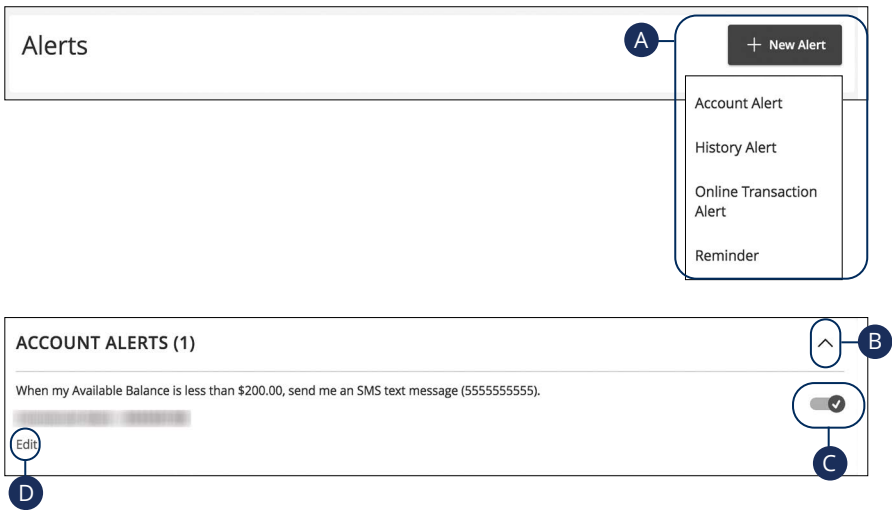 Alerts
A
+ New Alert
Account Alert
History Alert
Online Transaction
Alert
Reminder
ACCOUNT ALERTS (1)
B
When my Available Balance is less than $200.00, send me an SMS text message (5555555555).
Edit
C
D